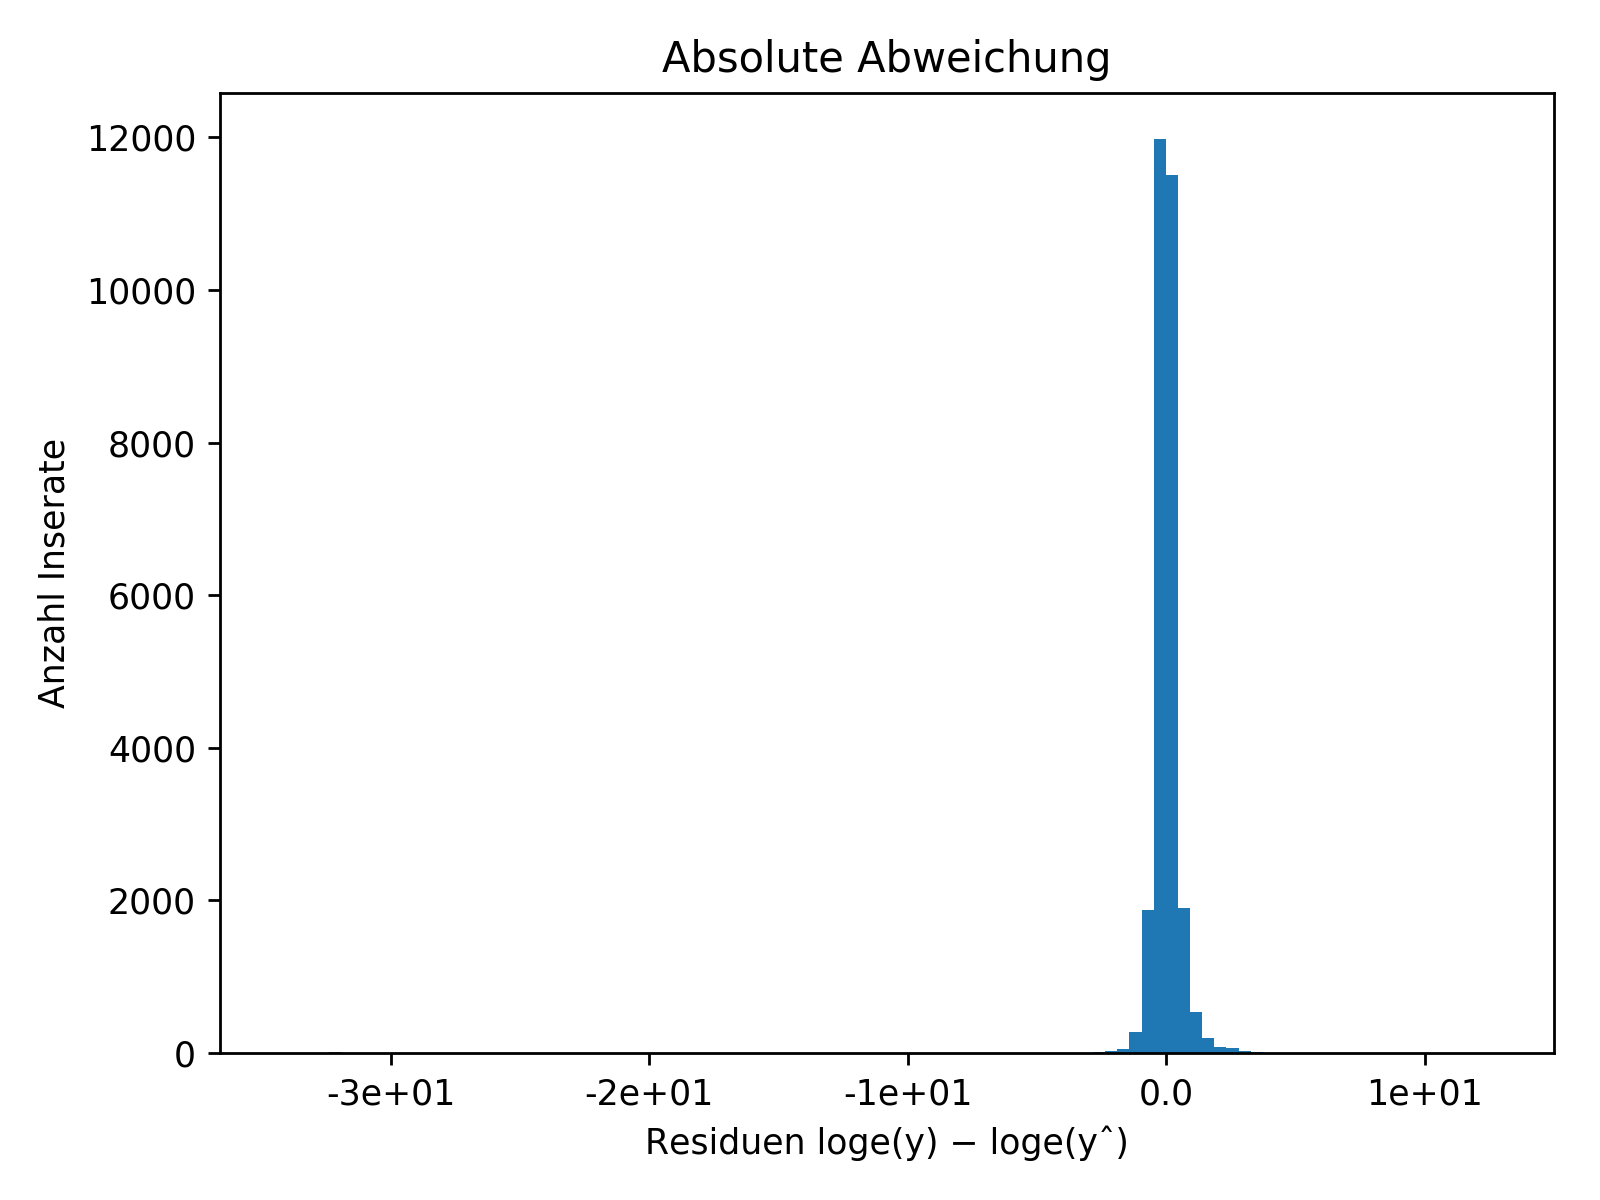 Absolute Abweichung
12000
10000
8000
6000
4000
2000
0
Anzahl Inserate
-3e+01 -2e+01 -1e+01 0.0 1e+01
Residuen loge(y) − loge(yˆ)